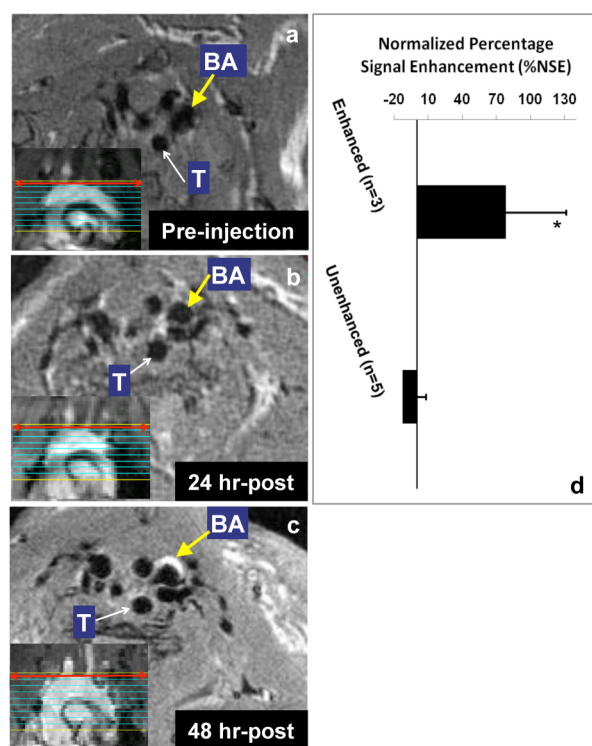 a
BA
T
Pre-injection
b
BA
T
24 hr-post
c
BA
T
48 hr-post
Normalized Percentage
Signal Enhancement (%NSE)
-20 10 40 70 100 130
Enhanced (n=3)
*
Unenhanced (n=5)
d